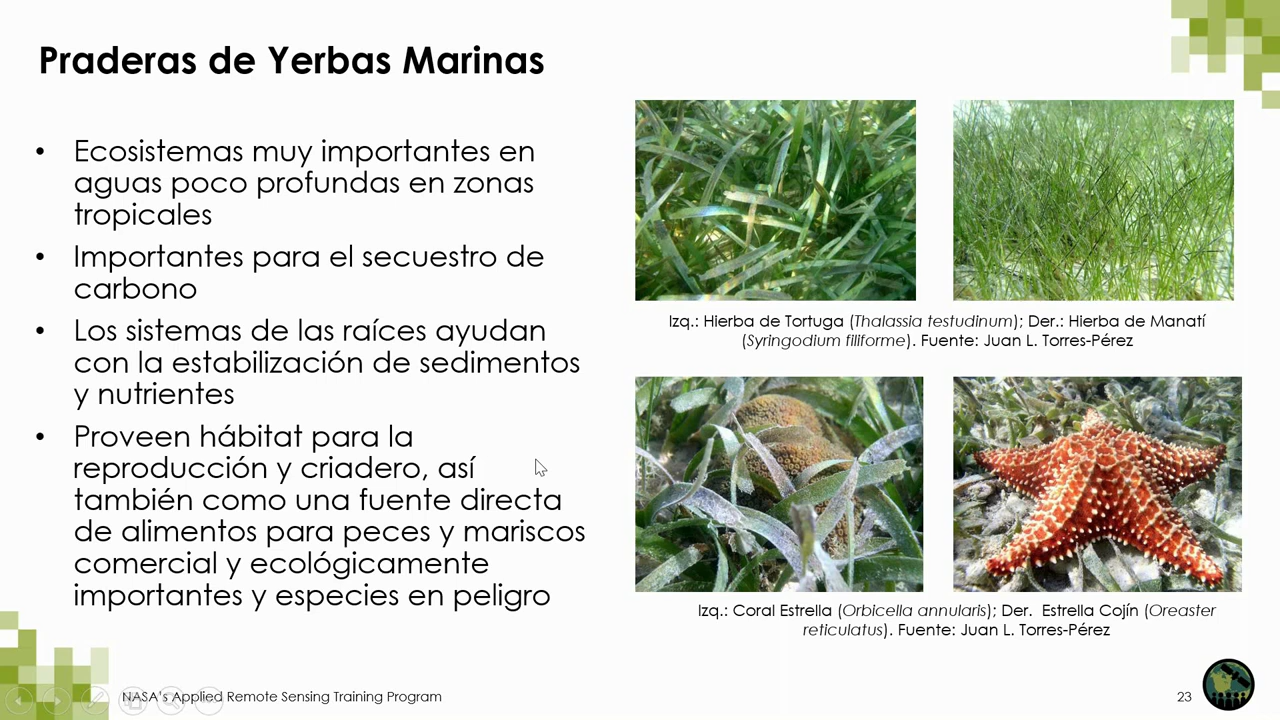 Praderas de Yerbas Marinas
• Ecosistemas muy importantes en
aguas poco profundas en zonas
tropicales
• Importantes para el secuestro de
carbono
• Los sistemas de las raíces ayudan
con la estabilización de sedimentos
y nutrientes
• Proveen hábitat para la
reproducción y criadero, así
también como una fuente directa
de alimentos para peces y mariscos
comercial y ecológicamente
importantes y especies en peligro
Izq.: Hierba de Tortuga (Thalassia testudinum); Der.: Hierba de Manatí
(Syringodium filiforme). Fuente: Juan L. Torres-Pérez
Izq.: Coral Estrella (Orbicella annularis); Der. Estrella Cojín (Oreaster
reticulatus). Fuente: Juan L. Torres-Pérez
NASA's Applied Remote Sensing Training Program
23